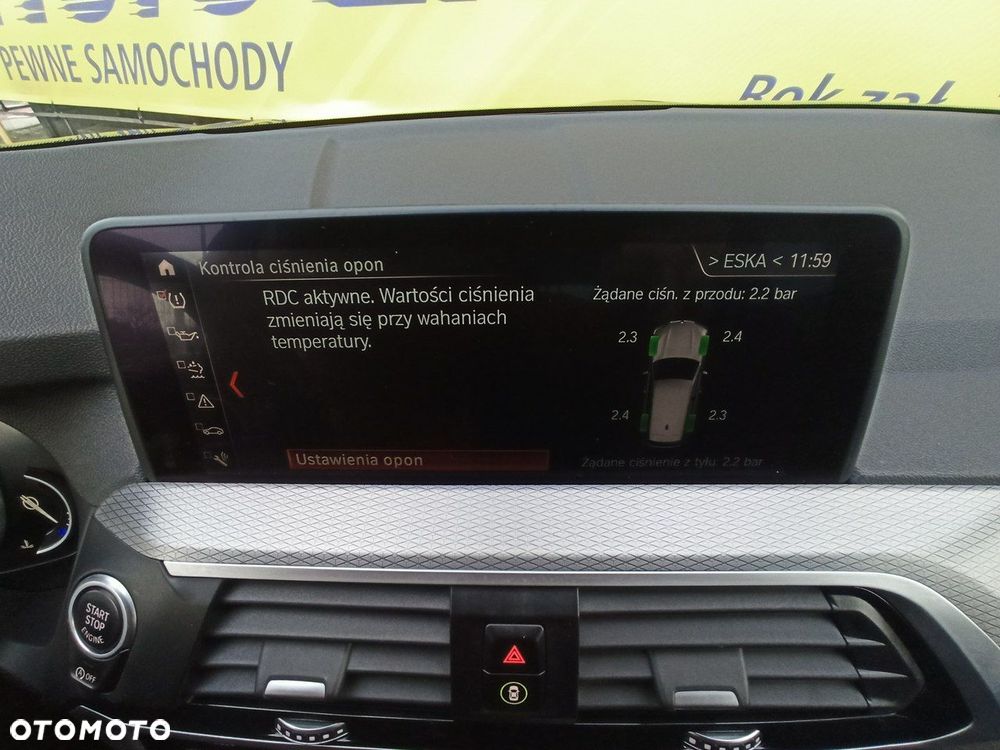 PEWNE SAMOCHODY
Rok zał.
Kontrola ciśnienia opon
> ESKA < 11:59
RDC aktywne. Wartości ciśnienia
zmieniają się przy wahaniach
temperatury.
Żądane ciśn. z przodu: 2.2 bar
2.3
2.4
2.4
2.3
Ustawienia opon
Żądane ciśnienie z tyłu: 2.2 bar
START
STOP
ENGINE
OFF
OTOMOTO